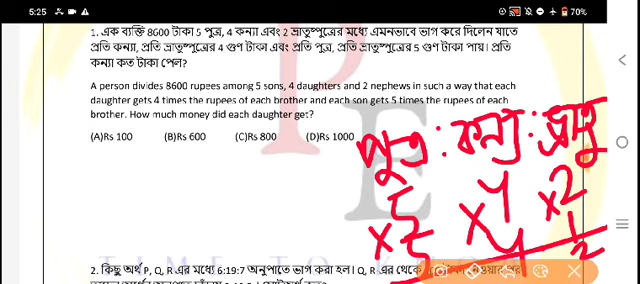 5:25
70%
1. এক ব্যক্তি 8600 টাকা 5 পুত্র, 4 কন্যা এবং 2 ভ্রাতুষ্পুত্রের মধ্যে এমনভাবে ভাগ করে দিলেন যাতে
প্রতি কন্যা, প্রতি ভ্রাতুষ্পুত্রের 4 গুণ টাকা এবং প্রতি পুত্র, প্রতি ভ্রাতুষ্পুত্রের 5 গুণ টাকা পায়। প্রতি
কন্যা কত টাকা পেল?
A person divides 8600 rupees among 5 sons, 4 daughters and 2 nephews in such a way that each
daughter gets 4 times the rupees of each brother and each son gets 5 times the rupees of each
brother. How much money did each daughter get?
(A)Rs 100 (B)Rs 600 (C)Rs 800 (D)Rs 1000
পুত্র : কন্যা : ভ্রাতু
5 4 2
×5 ×4 ×1
2
2. কিছু অর্থ P, Q, R এর মধ্যে 6:19:7 অনুপাতে ভাগ করা হল। Q, R এর থেকে